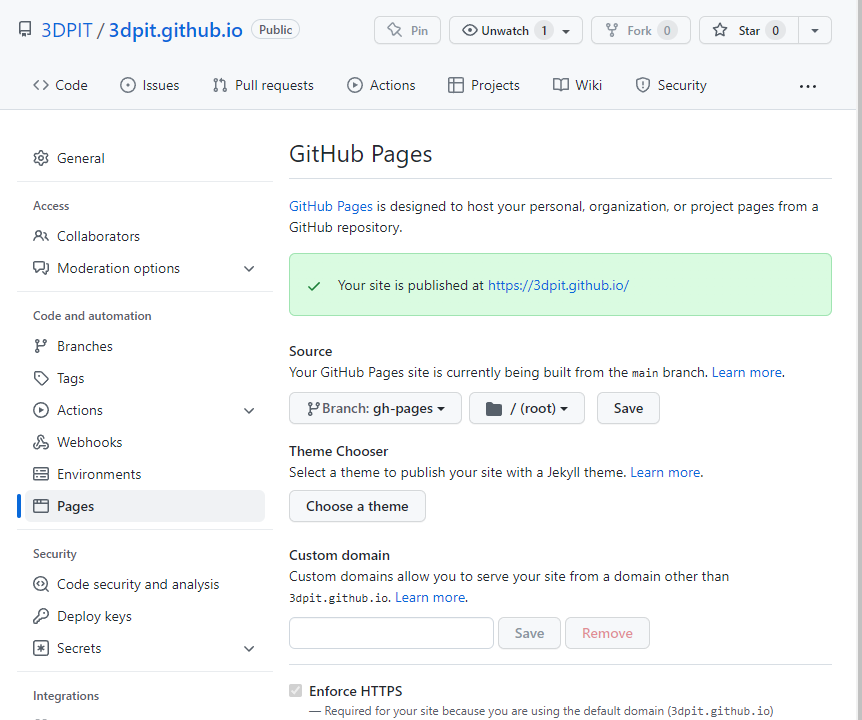 3DPIT / 3dpit.github.io Public Pin Unwatch 1 Fork 0 Star 0
Code Issues Pull requests Actions Projects Wiki Security ...
General
Access
Collaborators
Moderation options
Code and automation
Branches
Tags
Actions
Webhooks
Environments
Pages
Security
Code security and analysis
Deploy keys
Secrets
Integrations
GitHub Pages
GitHub Pages is designed to host your personal, organization, or project pages from a
GitHub repository.
Your site is published at https://3dpit.github.io/
Source
Your GitHub Pages site is currently being built from the main branch. Learn more.
Branch: gh-pages / (root) Save
Theme Chooser
Select a theme to publish your site with a Jekyll theme. Learn more.
Choose a theme
Custom domain
Custom domains allow you to serve your site from a domain other than
3dpit.github.io. Learn more.
Save Remove
Enforce HTTPS
— Required for your site because you are using the default domain (3dpit.github.io)